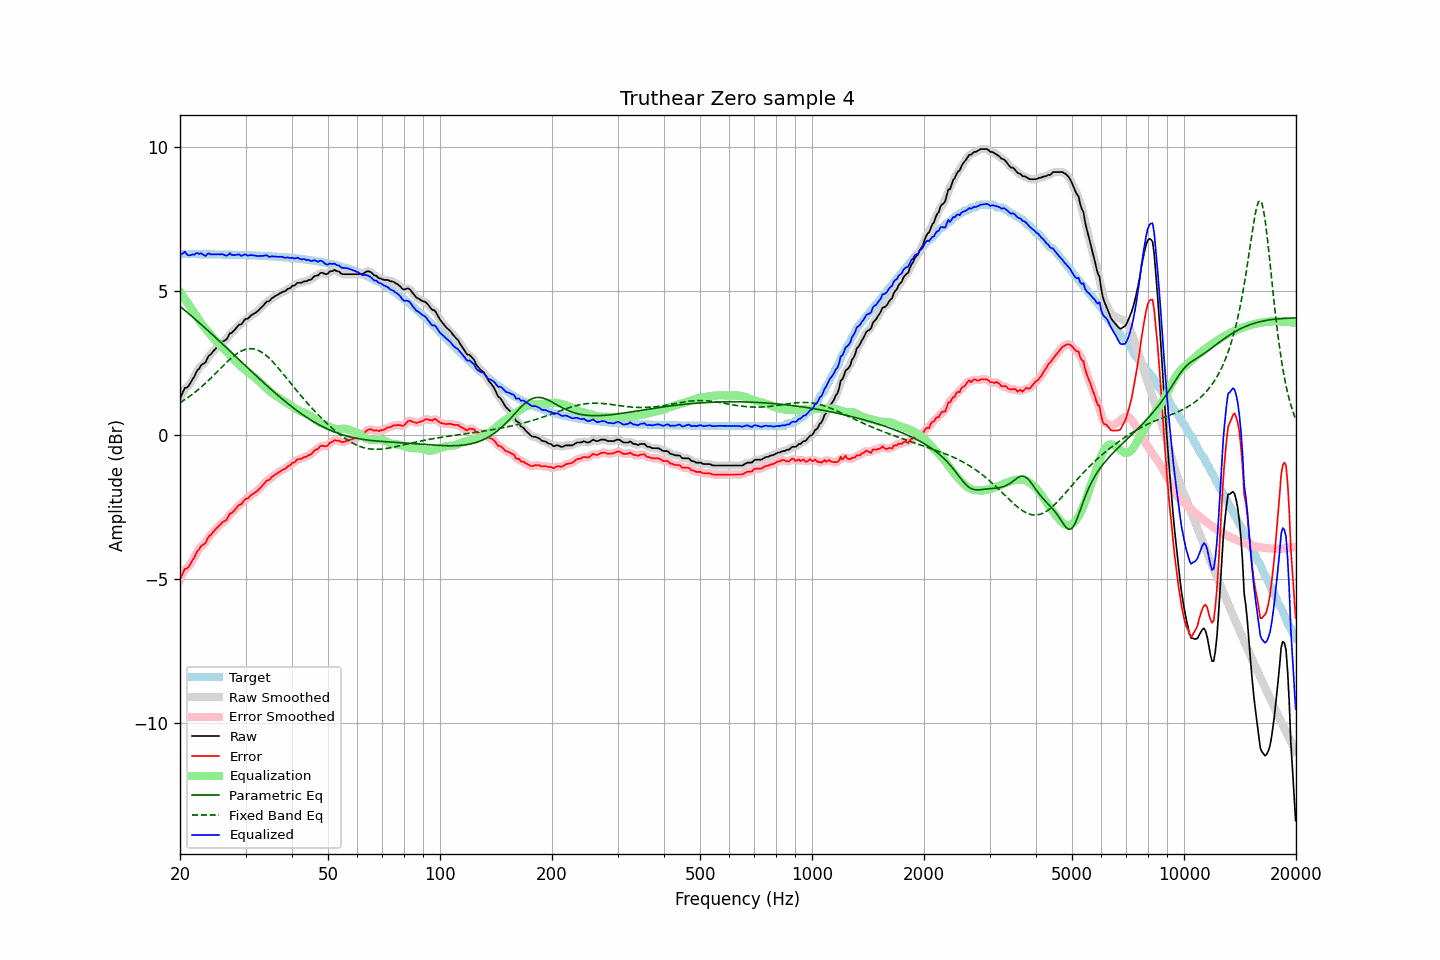 Truthear Zero sample 4
Amplitude (dBr)
10
5
0
−5
−10
Target
Raw Smoothed
Error Smoothed
Raw
Error
Equalization
Parametric Eq
Fixed Band Eq
Equalized
20
50
100
200
500
1000
2000
5000
10000
20000
Frequency (Hz)